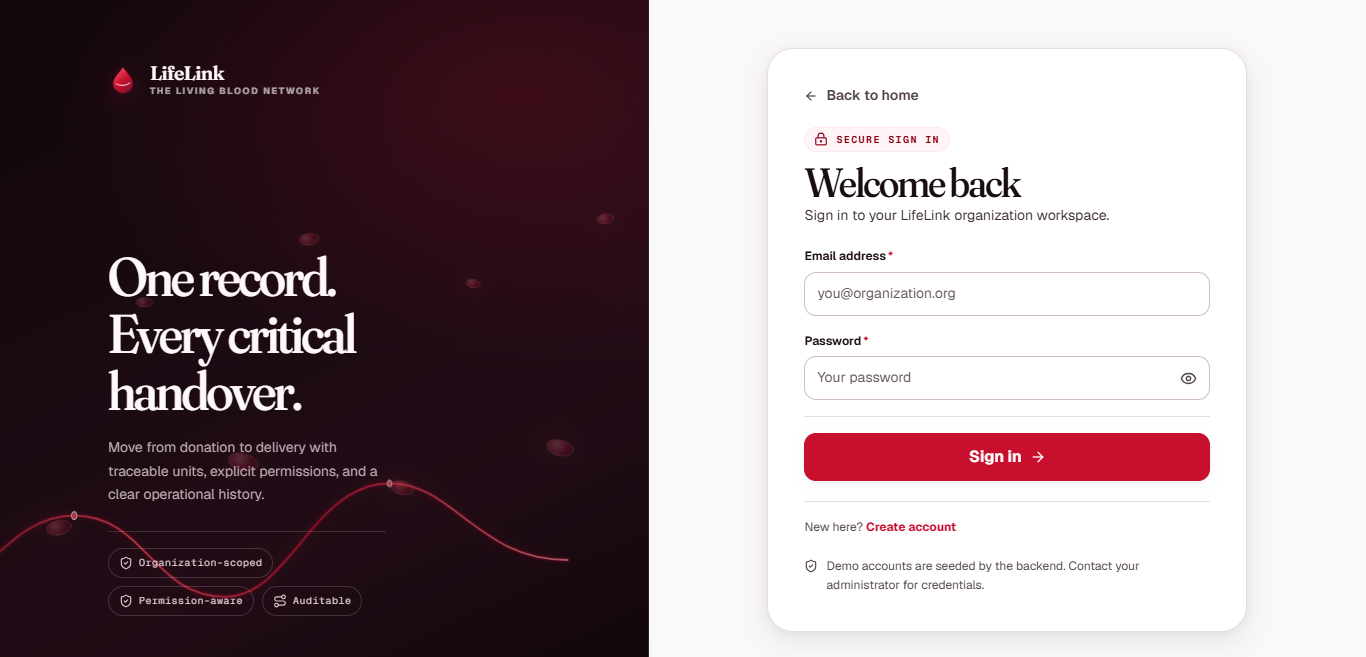 LifeLink
THE LIVING BLOOD NETWORK
One record.
Every critical
handover.
Move from donation to delivery with
traceable units, explicit permissions, and a
clear operational history.
Organization-scoped
Permission-aware
Auditable
Back to home
SECURE SIGN IN
Welcome back
Sign in to your LifeLink organization workspace.
Email address *
you@organization.org
Password *
Your password
Sign in
New here? Create account
Demo accounts are seeded by the backend. Contact your
administrator for credentials.